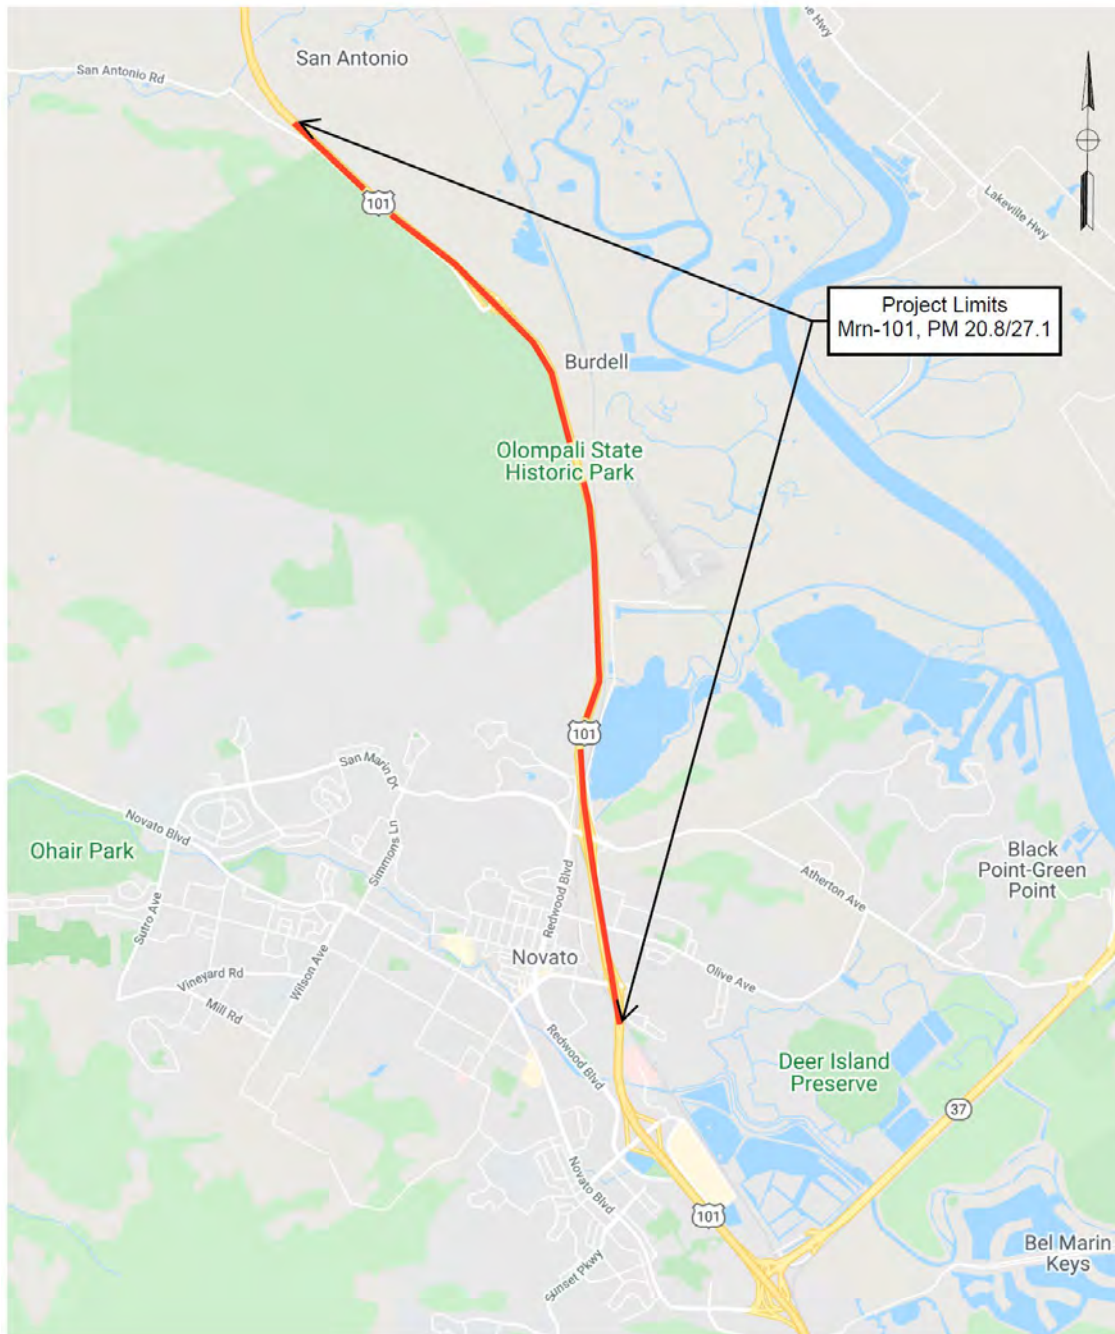 San Antonio
San Antonio Rd
Hwy
Lakeville Hwy
101
Project Limits
Mrn-101, PM 20.8/27.1
Burdell
Olompali State
Historic Park
101
San Marin Dr
Novato Blvd
Simmons Ln
Ohair Park
Redwood Blvd
Black
Point-Green
Point
Atherton Ave
Sutro Ave
Wilson Ave
Novato
Vineyard Rd
Olive Ave
Mill Rd
Redwood Blvd
Deer Island
Preserve
37
Novato Blvd
101
Sunset Pkwy
Bel Marin
Keys